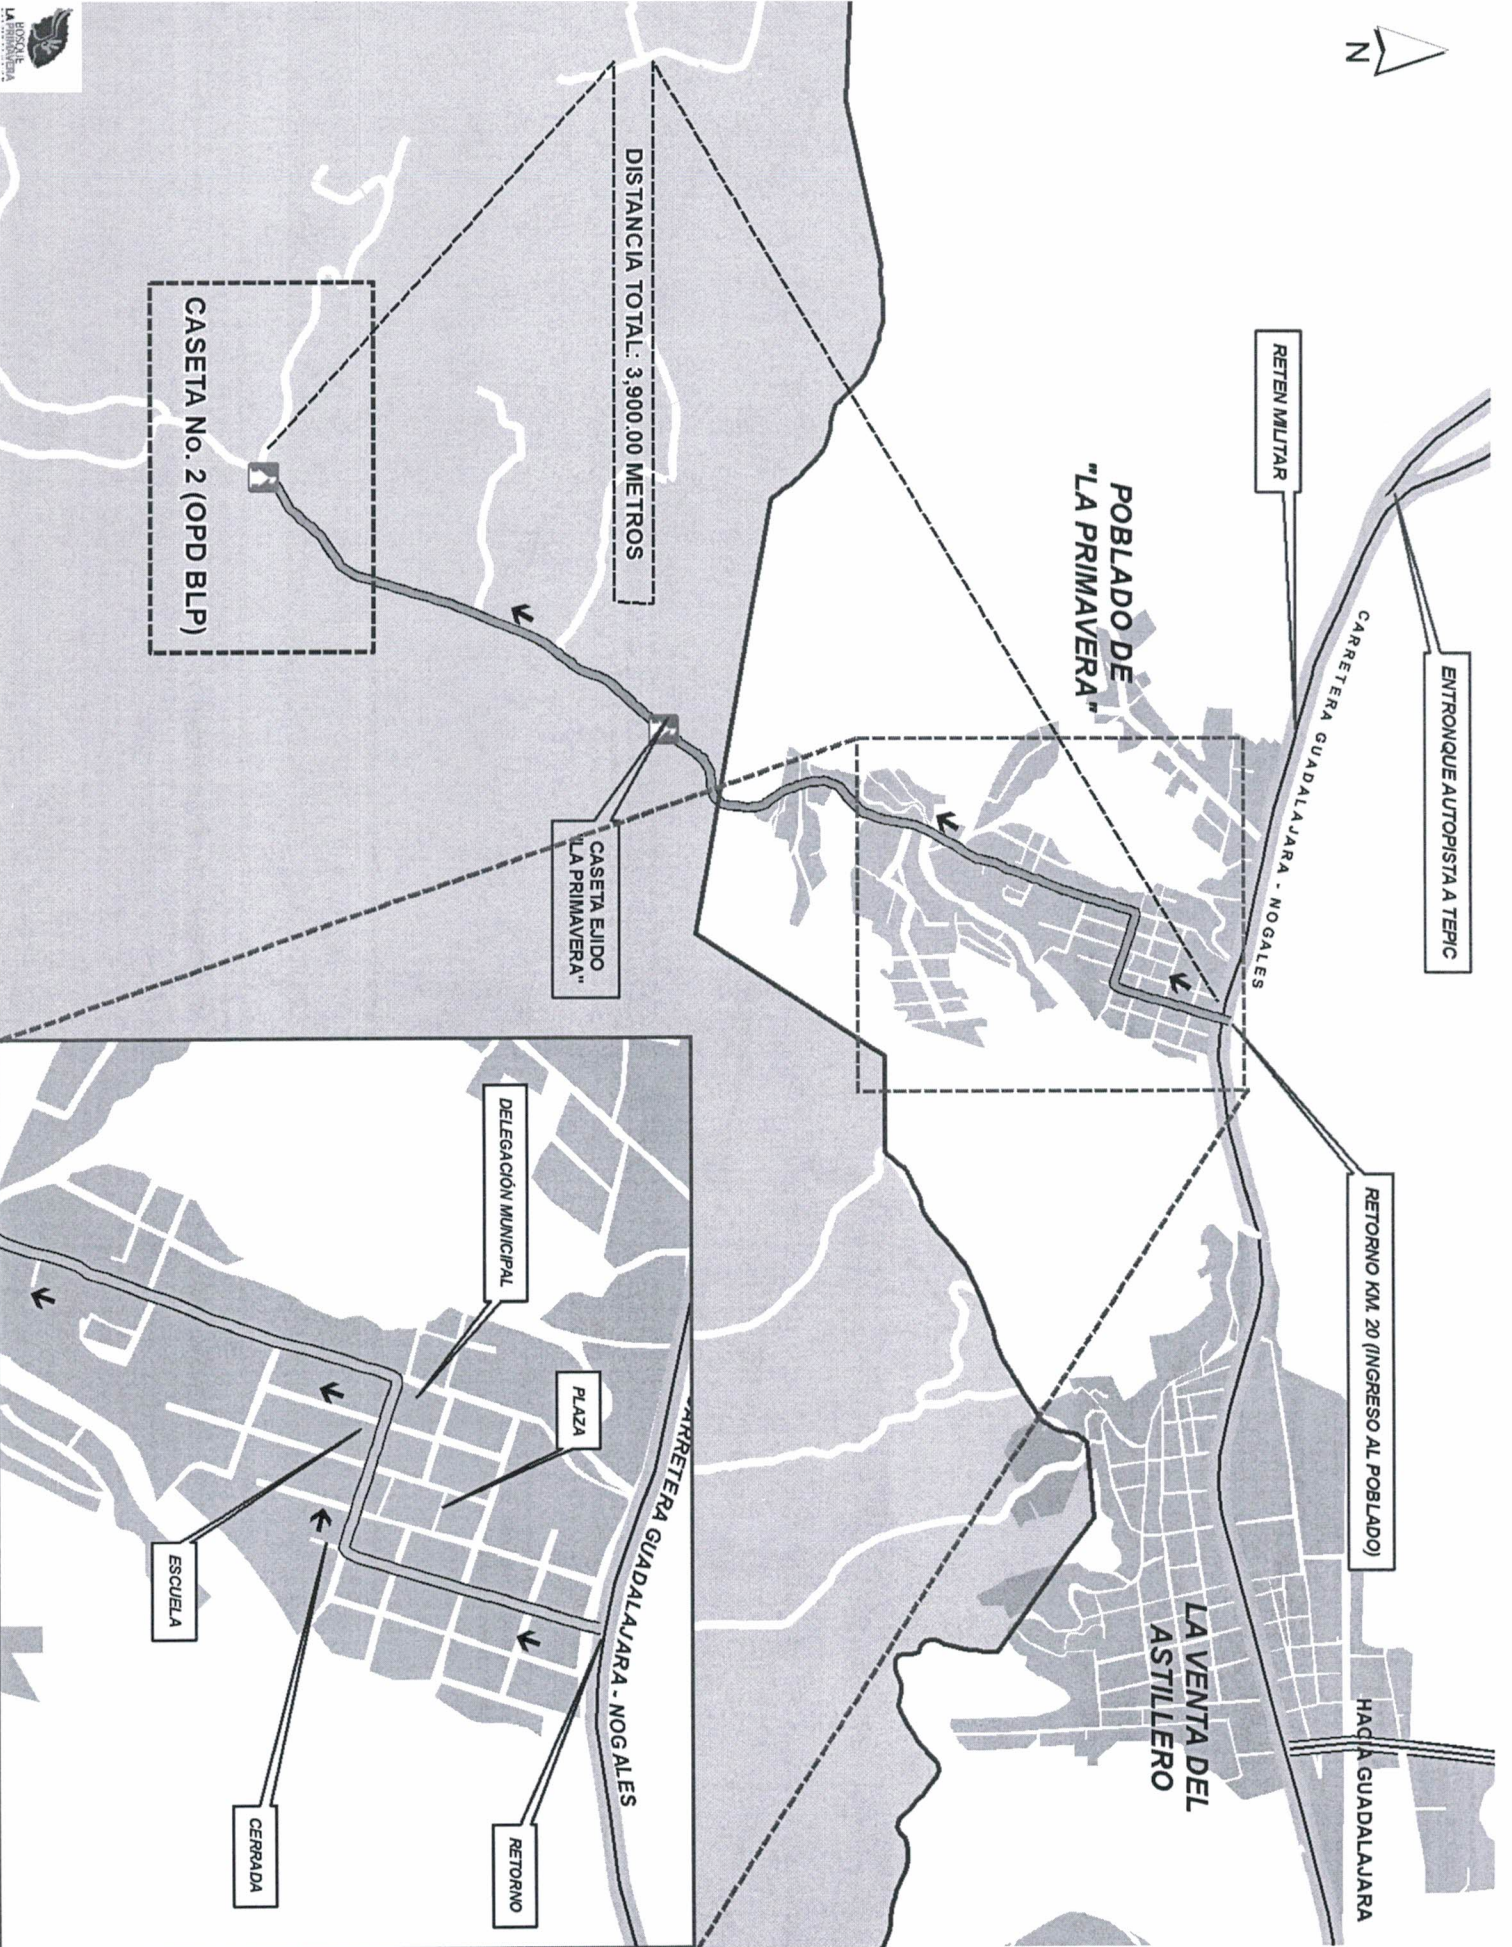 N
ENTRONQUE AUTOPISTA A TEPIC
RETORNO KM. 20 (INGRESO AL POBLADO)
HACIA GUADALAJARA
RETEN MILITAR
CARRETERA GUADALAJARA - NOGALES
POBLADO DE
"LA PRIMAVERA"
LA VENTA DEL
ASTILLERO
DISTANCIA TOTAL: 3,900.00 METROS
CASETA EJIDO
"LA PRIMAVERA"
CASETA No. 2 (OPD BLP)
CARRETERA GUADALAJARA - NOGALES
PLAZA
DELEGACIÓN MUNICIPAL
RETORNO
ESCUELA
CERRADA
BOSQUE
LA PRIMAVERA